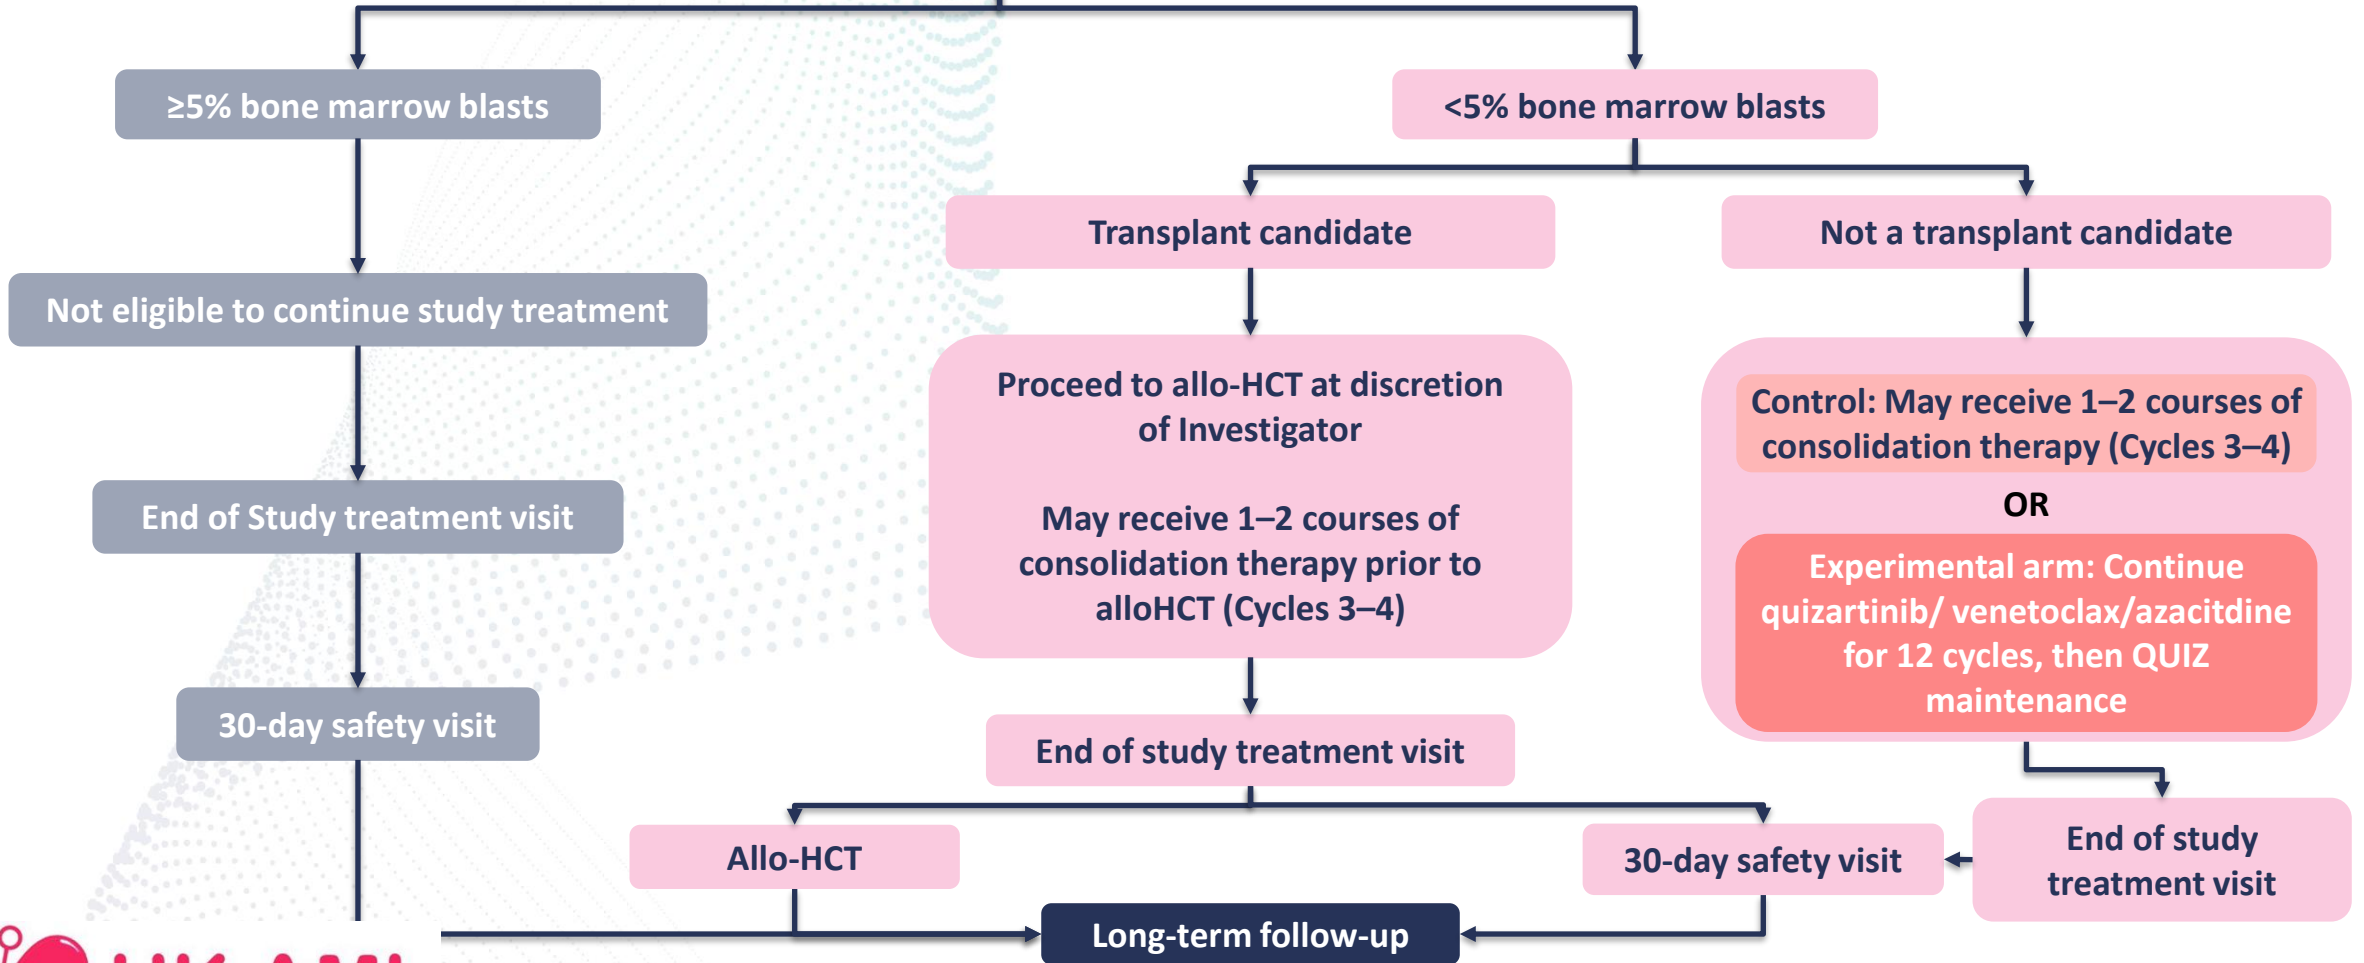 ≥5% bone marrow blasts
<5% bone marrow blasts
Transplant candidate
Not a transplant candidate
Not eligible to continue study treatment
Proceed to allo-HCT at discretion
of Investigator
May receive 1–2 courses of
consolidation therapy prior to
alloHCT (Cycles 3–4)
Control: May receive 1–2 courses of
consolidation therapy (Cycles 3–4)
OR
Experimental arm: Continue
quizartinib/ venetoclax/azacitdine
for 12 cycles, then QUIZ
maintenance
End of Study treatment visit
30-day safety visit
End of study treatment visit
Allo-HCT
30-day safety visit
End of study
treatment visit
Long-term follow-up